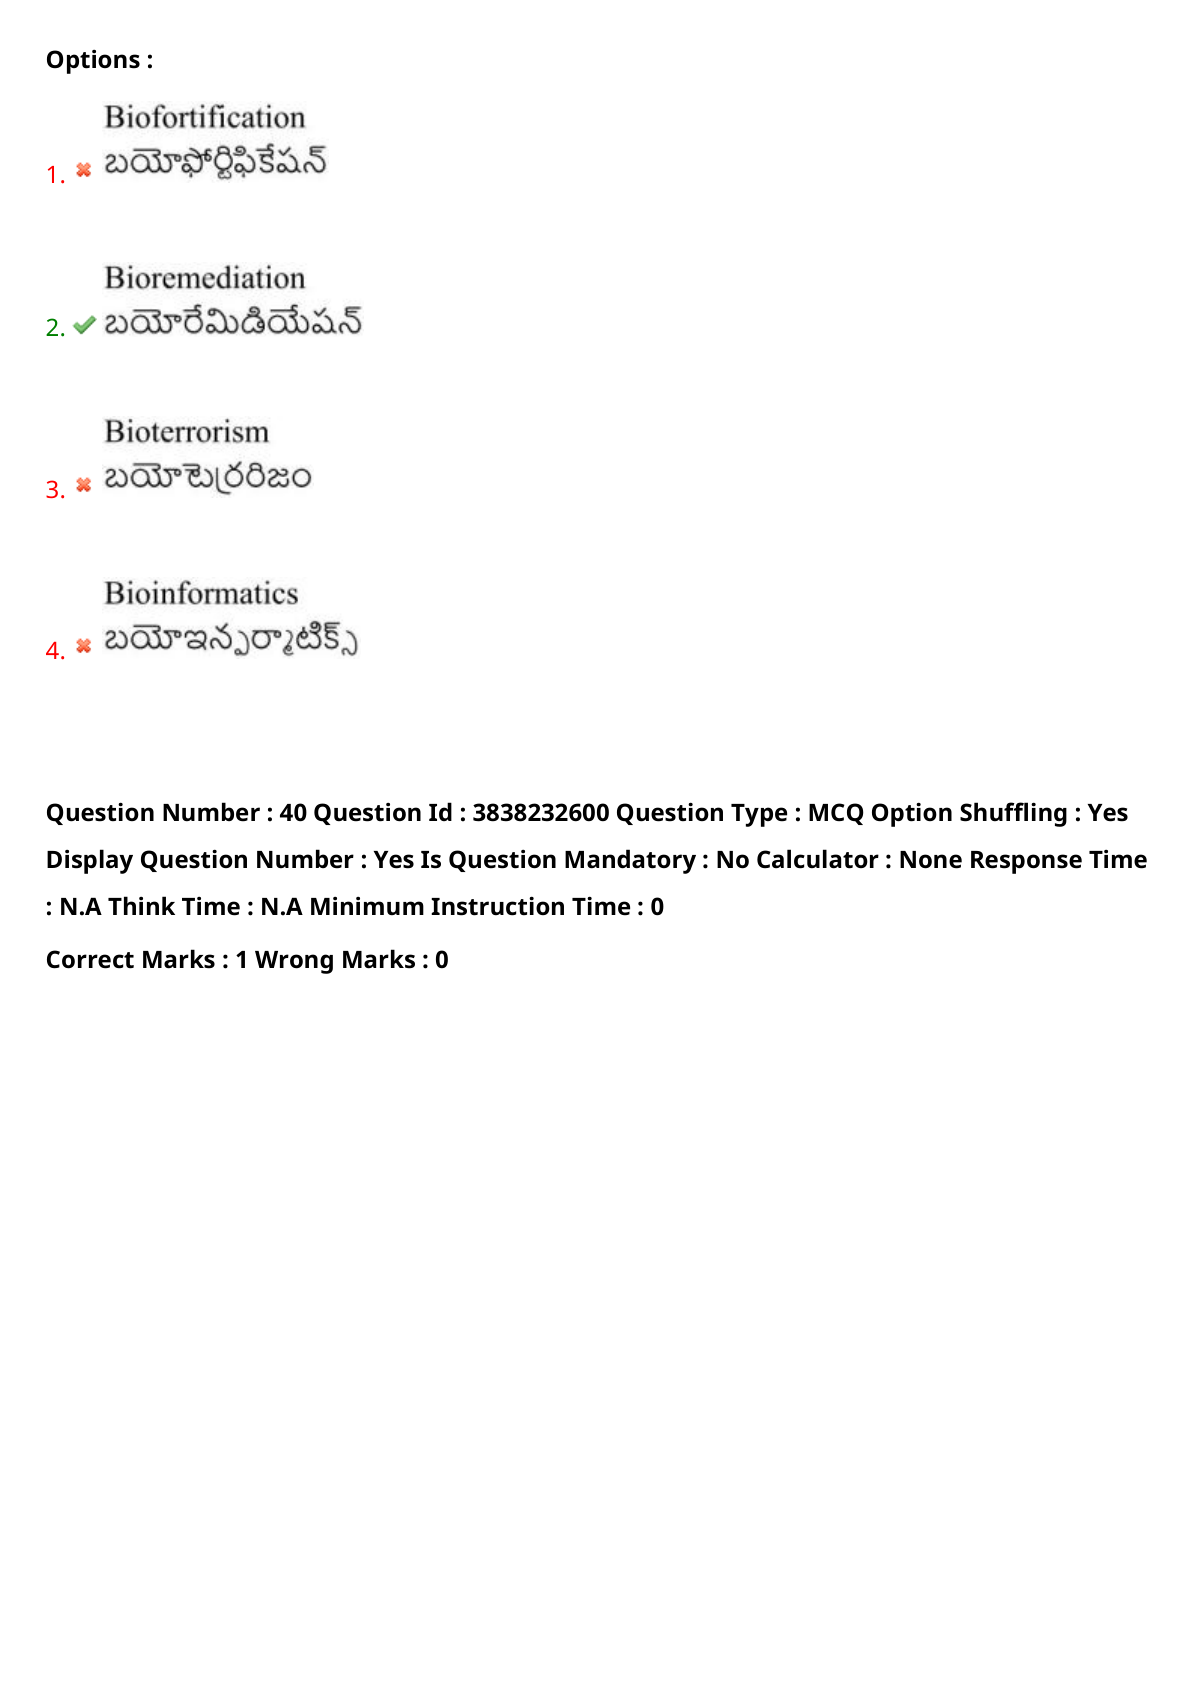 Options :
Biofortification
1. బయోఫోర్టిఫికేషన్
Bioremediation
2. బయోరేమిడియేషన్
Bioterrorism
3. బయోటెర్రరిజం
Bioinformatics
4. బయోఇన్ఫర్మాటిక్స్
Question Number : 40 Question Id : 3838232600 Question Type : MCQ Option Shuffling : Yes
Display Question Number : Yes Is Question Mandatory : No Calculator : None Response Time
: N.A Think Time : N.A Minimum Instruction Time : 0
Correct Marks : 1 Wrong Marks : 0